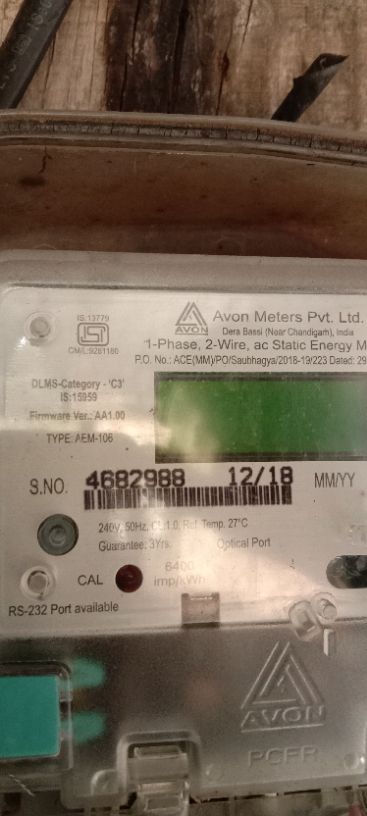 IS:13779
CM/L:9281186
AVON
Avon Meters Pvt. Ltd.
Dera Bassi (Near Chandigarh), India
1-Phase, 2-Wire, ac Static Energy M
P.O. No.: ACE(MM)/PO/Saubhagya/2018-19/223 Dated: 29
DLMS-Category - 'C3'
IS:15959
Firmware Ver.: AA1.00
TYPE: AEM-106
S.NO. 4682988 12/18 MM/YY
240V, 50Hz, CL:1.0, Ref. Temp. 27°C
Guarantee: 3Yrs. Optical Port
CAL 6400
imp/kWh
RS-232 Port available
AVON